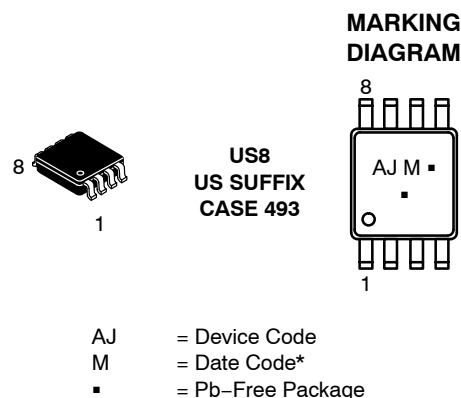 MARKING
DIAGRAM
8
8
1
US8
US SUFFIX
CASE 493
AJ M ▪
▪
1
AJ = Device Code
M = Date Code*
▪ = Pb−Free Package